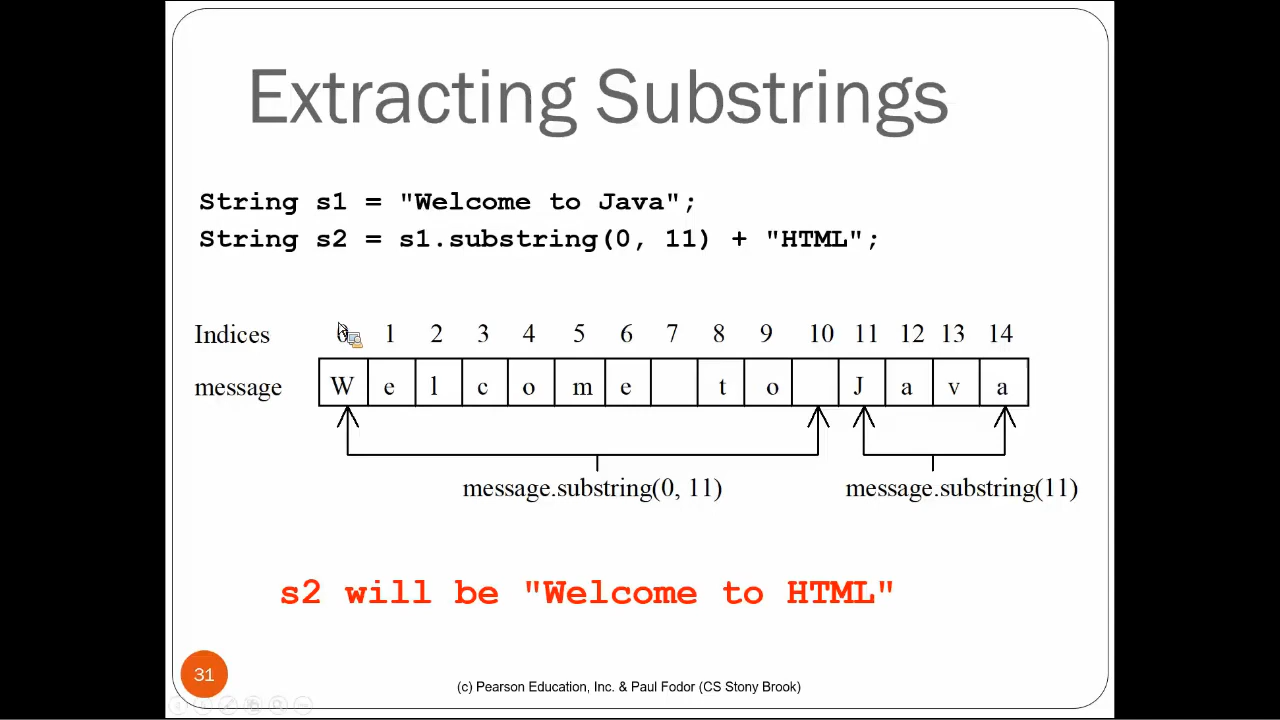 Extracting Substrings
String s1 = "Welcome to Java";
String s2 = s1.substring(0, 11) + "HTML";
Indices 0 1 2 3 4 5 6 7 8 9 10 11 12 13 14
message W e l c o m e t o J a v a
message.substring(0, 11) message.substring(11)
s2 will be "Welcome to HTML"
31
(c) Pearson Education, Inc. & Paul Fodor (CS Stony Brook)